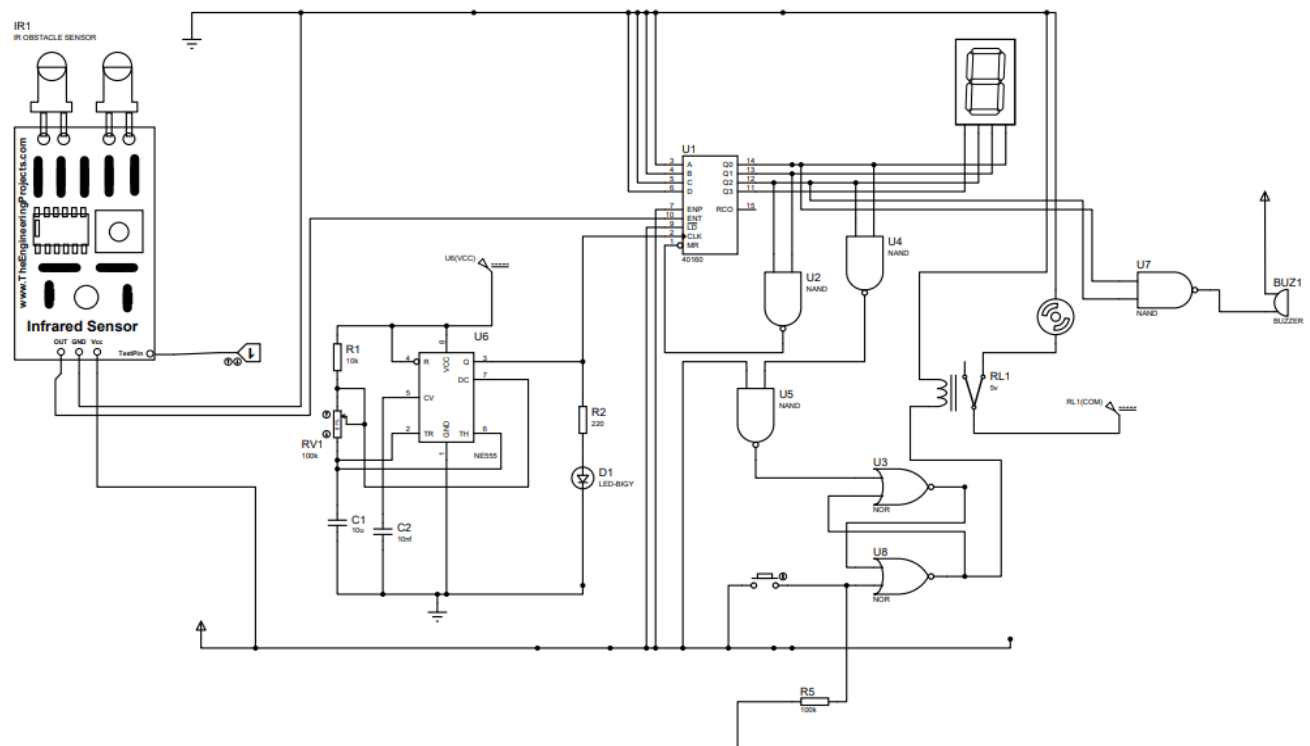 IR1
IR OBSTACLE SENSOR
www.TheEngineeringProjects.com
Infrared Sensor
OUT GND Vcc
TestPin
1
U6(VCC)
R1
10k
RV1
100k
C1
10u
C2
10nf
U6
4 R
8 VCC
Q 3
DC 7
5 CV
GND
1
2 TR
TH 6
NE555
R2
220
D1
LED-BIGY
U1
3 A Q0 14
4 B Q1 13
5 C Q2 12
6 D Q3 11
7 ENP RCO 15
10 ENT
9 LD
2 CLK
1 MR
40160
U2
NAND
U4
NAND
U5
NAND
U7
NAND
BUZ1
BUZZER
RL1
5v
RL1(COM)
U3
NOR
U8
NOR
R5
100k